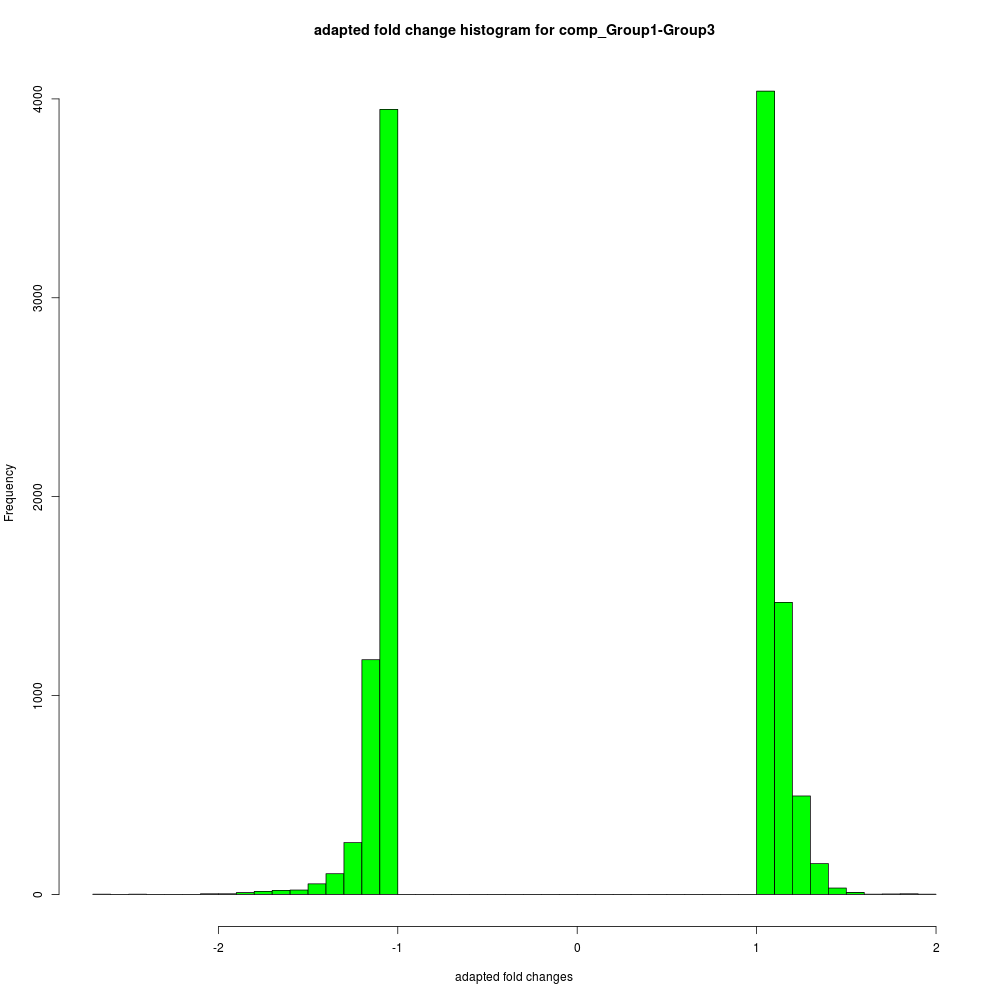 adapted fold change histogram for comp_Group1-Group3
Frequency
4000
3000
2000
1000
0
-2 -1 0 1 2
adapted fold changes